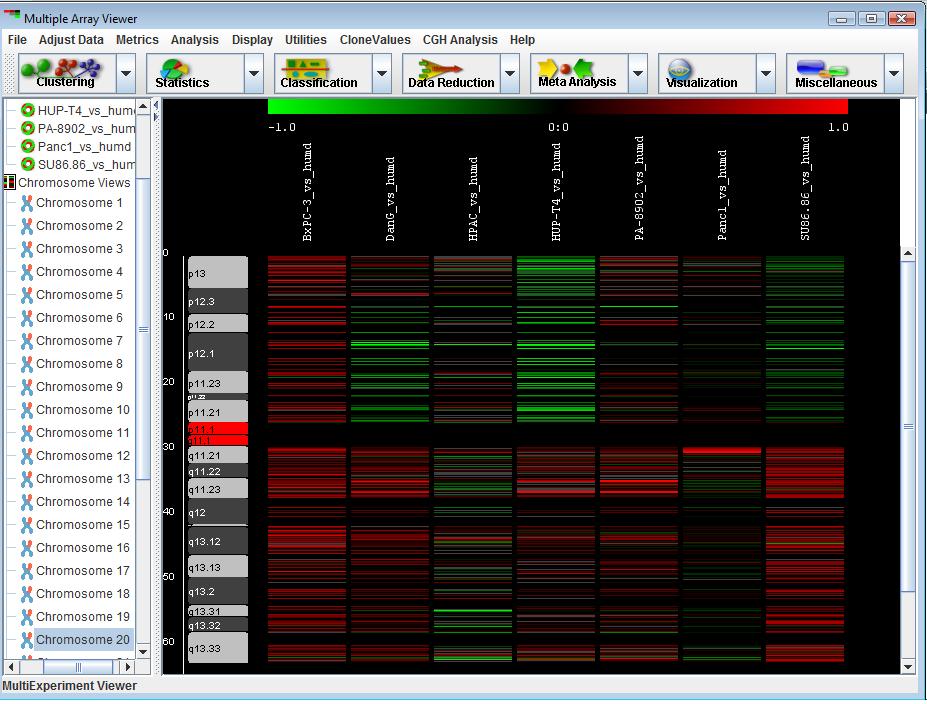 Multiple Array Viewer
File Adjust Data Metrics Analysis Display Utilities CloneValues CGH Analysis Help
Clustering Statistics Classification Data Reduction Meta Analysis Visualization Miscellaneous
HUP-T4_vs_humd
PA-8902_vs_hum
Panc1_vs_humd
SU86.86_vs_hum
Chromosome Views
Chromosome 1
Chromosome 2
Chromosome 3
Chromosome 4
Chromosome 5
Chromosome 6
Chromosome 7
Chromosome 8
Chromosome 9
Chromosome 10
Chromosome 11
Chromosome 12
Chromosome 13
Chromosome 14
Chromosome 15
Chromosome 16
Chromosome 17
Chromosome 18
Chromosome 19
Chromosome 20
-1.0 0:0 1.0
BxPC-3_vs_humd
DanG_vs_humd
HPAC_vs_humd
HUP-T4_vs_humd
PA-8902_vs_humd
Panc1_vs_humd
SU86.86_vs_humd
0
p13
p12.3
10
p12.2
p12.1
20
p11.23
p11.22
p11.21
p11.1
q11.1
30
q11.21
q11.22
q11.23
40
q12
q13.12
q13.13
50
q13.2
q13.31
q13.32
60
q13.33
MultiExperiment Viewer